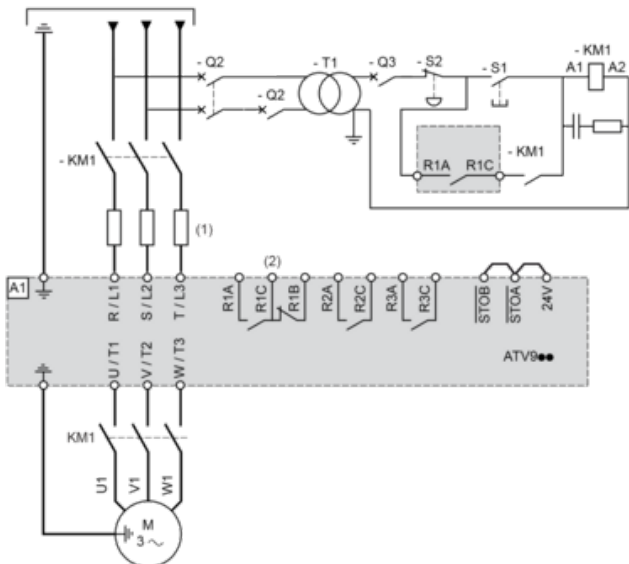 - Q2
- T1
- Q3
- S2
- S1
- KM1
A1
A2
- Q2
- KM1
R1A
R1C
- KM1
(1)
(2)
A1
R / L1
S / L2
T / L3
R1A
R1C
R1B
R2A
R2C
R3A
R3C
STOB
STOA
24V
U / T1
V / T2
W / T3
ATV9●●
KM1
U1
V1
W1
M
3 ~